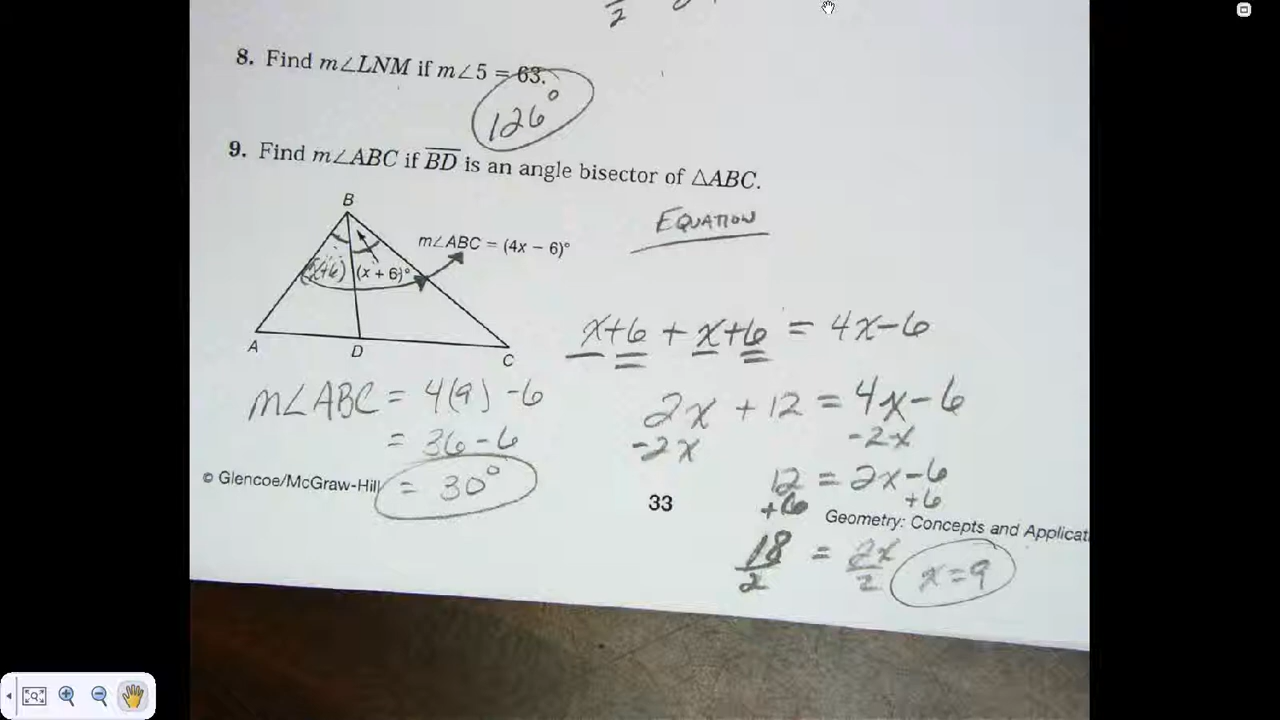 2
8. Find m∠LNM if m∠5 = 63.
126°
9. Find m∠ABC if BD is an angle bisector of △ABC.
EQUATION
B
m∠ABC = (4x − 6)°
(x+6) (x + 6)°
A D C
x+6 + x+6 = 4x−6
2x + 12 = 4x−6
−2x −2x
12 = 2x−6
+6 +6
18 = 2x
2 2
x=9
m∠ABC = 4(9) −6
= 36−6
= 30°
© Glencoe/McGraw-Hill
33
Geometry: Concepts and Applicat